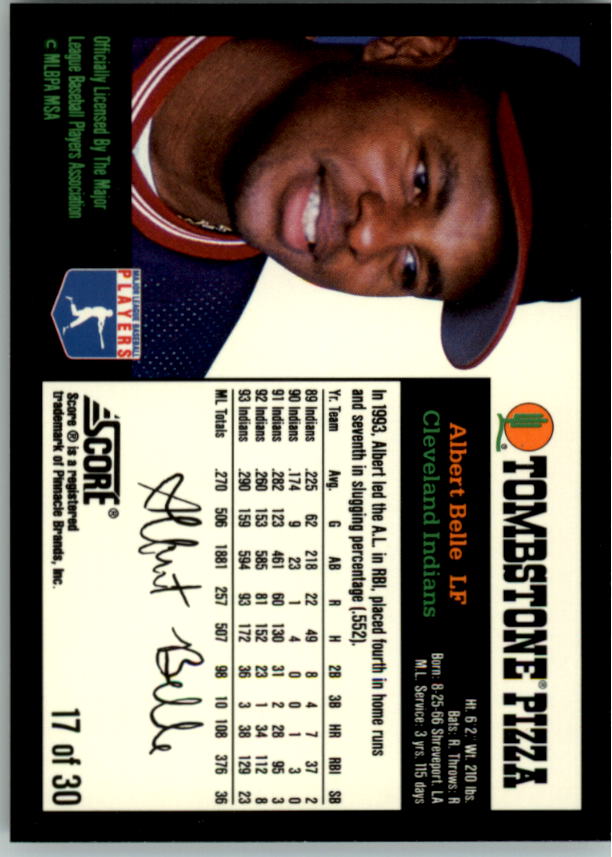 TOMBSTONE® PIZZA
Albert Belle LF
Cleveland Indians
Ht: 6 2" Wt. 210 lbs.
Bats: R. Throws: R
Born: 8-25-66 Shreveport, LA
M.L. Service: 3 yrs. 115 days
In 1993, Albert led the A.L. in RBI, placed fourth in home runs
and seventh in slugging percentage (.552).
Yr. Team Avg. G AB R H 2B 3B HR RBI SB
89 Indians .225 62 218 22 49 8 4 7 37 2
90 Indians .174 9 23 1 4 0 0 1 3 0
91 Indians .282 123 461 60 130 31 2 28 95 3
92 Indians .260 153 585 81 152 23 1 34 112 8
93 Indians .290 159 594 93 172 36 3 38 129 23
ML Totals .270 506 1881 257 507 98 10 108 376 36
Albert Belle
SCORE®
Score ® is a registered
trademark of Pinnacle Brands, Inc.
17 of 30
MAJOR LEAGUE BASEBALL
PLAYERS
Officially Licensed By The Major
League Baseball Players Association
© MLBPA MSA